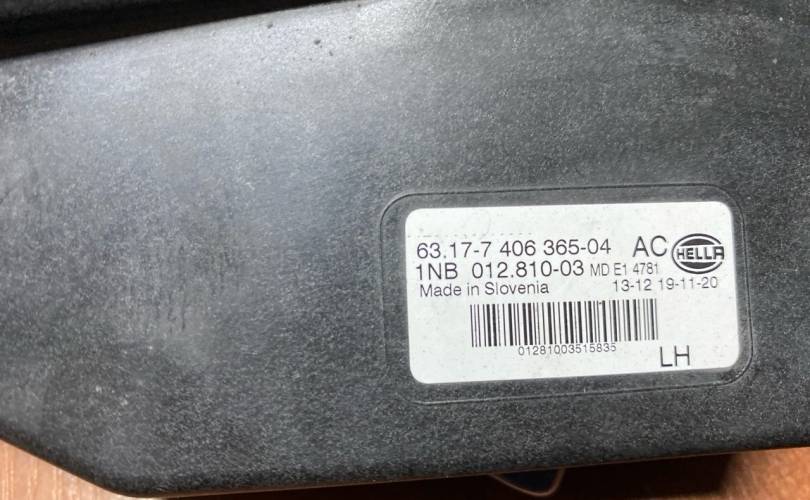 63.17-7 406 365-04 AC HELLA
1NB 012.810-03 MD E1 4781
Made in Slovenia 13-12 19-11-20
01281003515835
LH